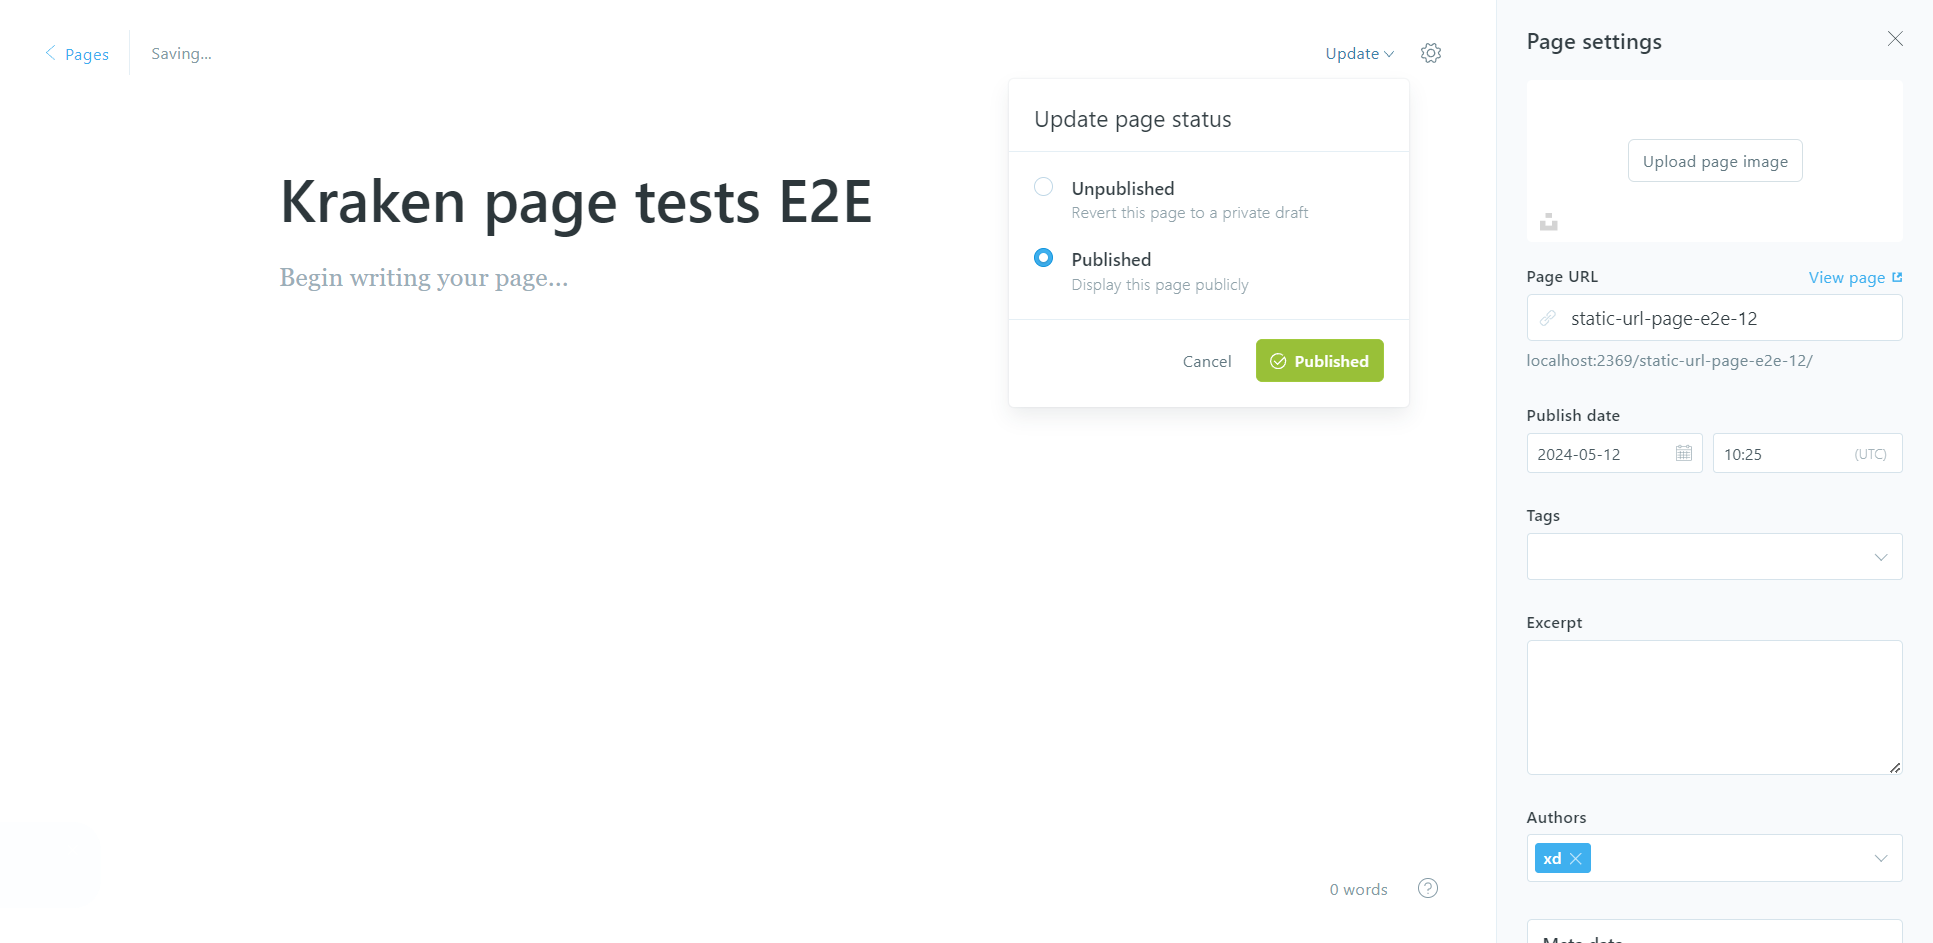 Pages
Saving...
Update
Update page status
Unpublished
Revert this page to a private draft
Published
Display this page publicly
Cancel
Published
Kraken page tests E2E
Begin writing your page...
0 words
?
Page settings
Upload page image
Page URL
View page
static-url-page-e2e-12
localhost:2369/static-url-page-e2e-12/
Publish date
2024-05-12
10:25 (UTC)
Tags
Excerpt
Authors
xd
Meta data